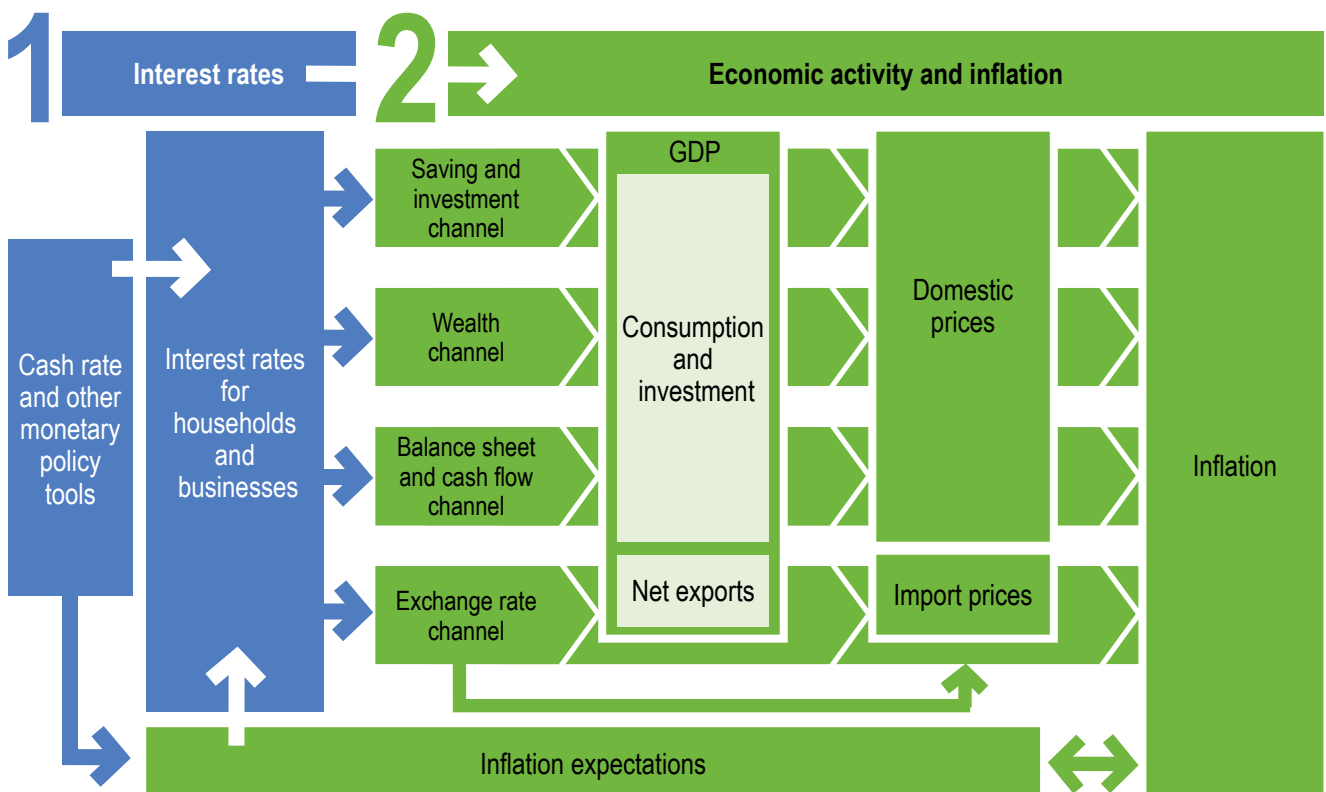 1
Interest rates
2
Economic activity and inflation
Cash rate
and other
monetary
policy
tools
Interest rates
for
households
and
businesses
Saving and
investment
channel
Wealth
channel
Balance sheet
and cash flow
channel
Exchange rate
channel
GDP
Consumption
and
investment
Net exports
Domestic
prices
Import prices
Inflation
Inflation expectations